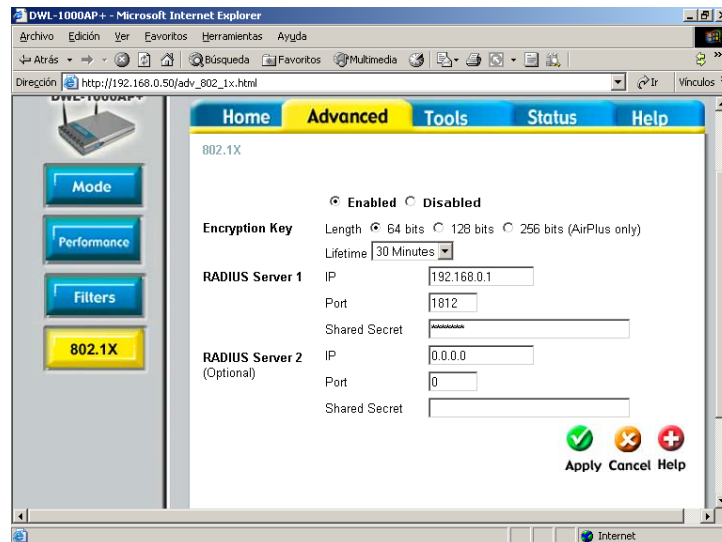 DWL-1000AP+ - Microsoft Internet Explorer
Archivo Edición Ver Favoritos Herramientas Ayuda
Atrás Búsqueda Favoritos Multimedia »
Dirección http://192.168.0.50/adv_802_1x.html Ir Vínculos
DWL-1000AP+
Home Advanced Tools Status Help
Mode
Performance
Filters
802.1X
802.1X
Enabled Disabled
Encryption Key Length 64 bits 128 bits 256 bits (AirPlus only)
Lifetime 30 Minutes
RADIUS Server 1 IP 192.168.0.1
Port 1812
Shared Secret *******
RADIUS Server 2 IP 0.0.0.0
(Optional)
Port 0
Shared Secret
Apply Cancel Help
Internet